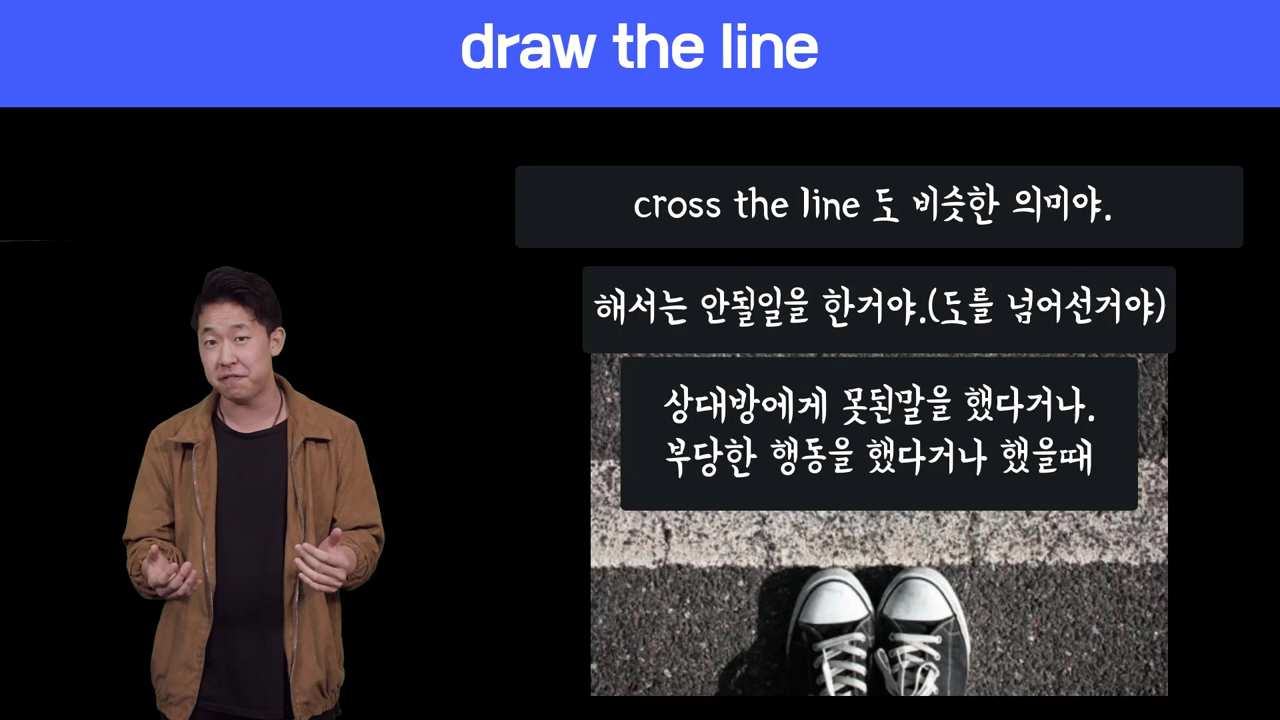 draw the line
cross the line 도 비슷한 의미야.
해서는 안될일을 한거야.(도를 넘어선거야)
상대방에게 못된말을 했다거나.
부당한 행동을 했다거나 했을때